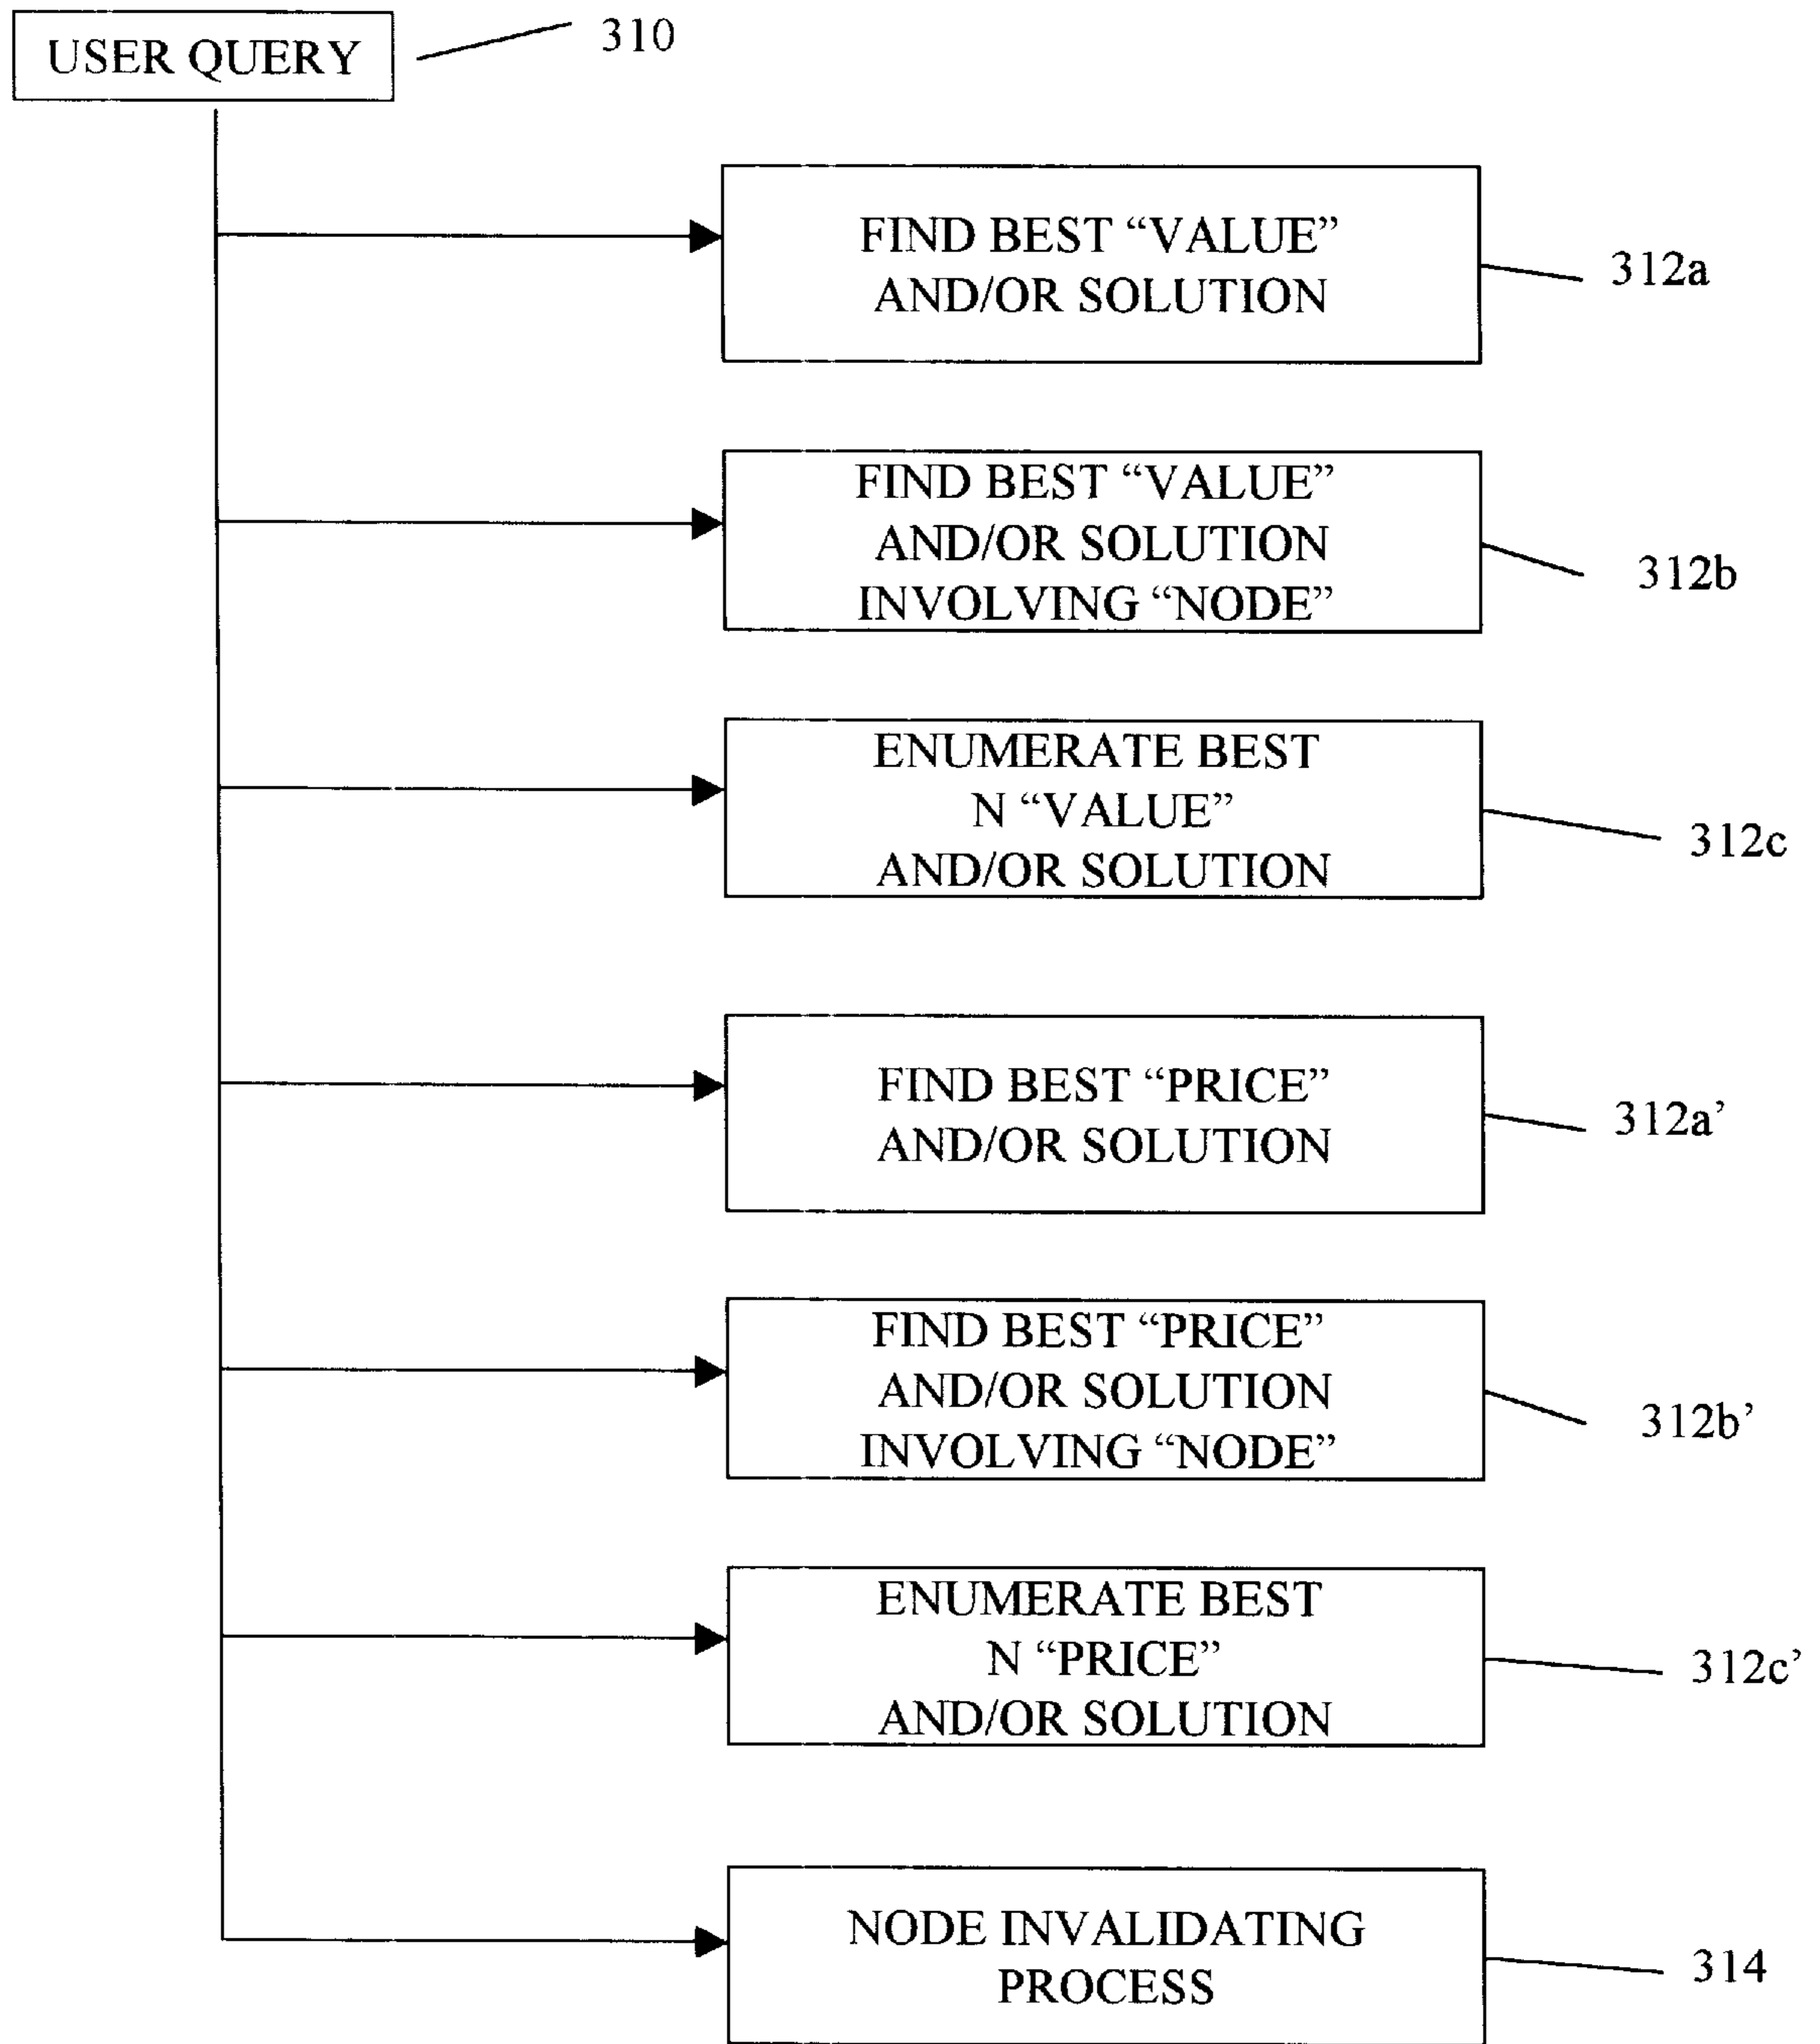 USER QUERY
310
FIND BEST “VALUE”
AND/OR SOLUTION
312a
FIND BEST “VALUE”
AND/OR SOLUTION
INVOLVING “NODE”
312b
ENUMERATE BEST
N “VALUE”
AND/OR SOLUTION
312c
FIND BEST “PRICE”
AND/OR SOLUTION
312a’
FIND BEST “PRICE”
AND/OR SOLUTION
INVOLVING “NODE”
312b’
ENUMERATE BEST
N “PRICE”
AND/OR SOLUTION
312c’
NODE INVALIDATING
PROCESS
314